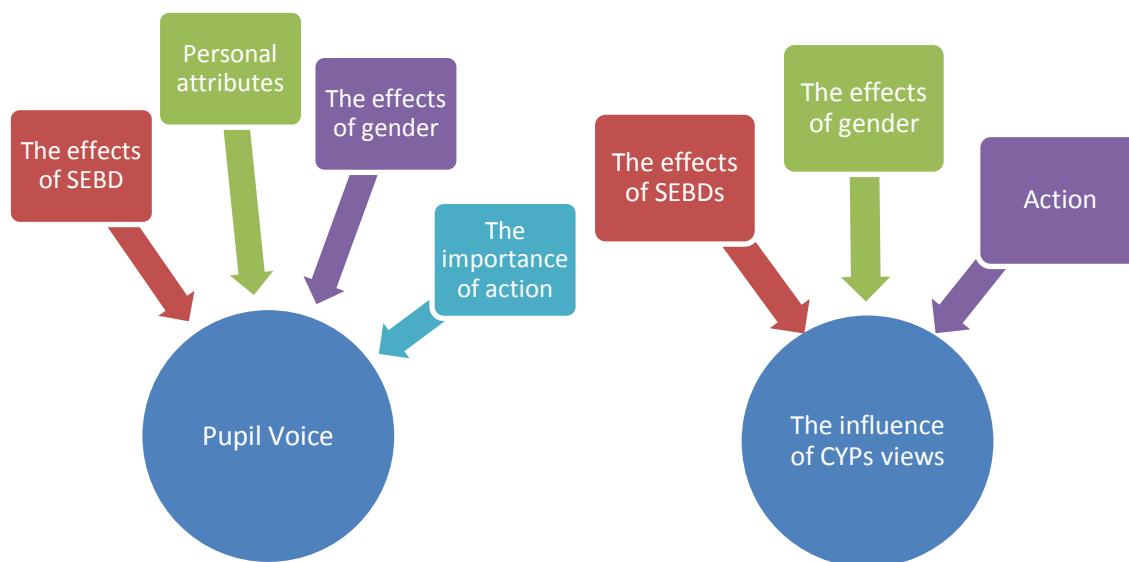 Personal
attributes
The effects
of gender
The effects
of SEBD
The
importance
of action
Pupil Voice
The effects
of gender
The effects
of SEBDs
Action
The influence
of CYPs views